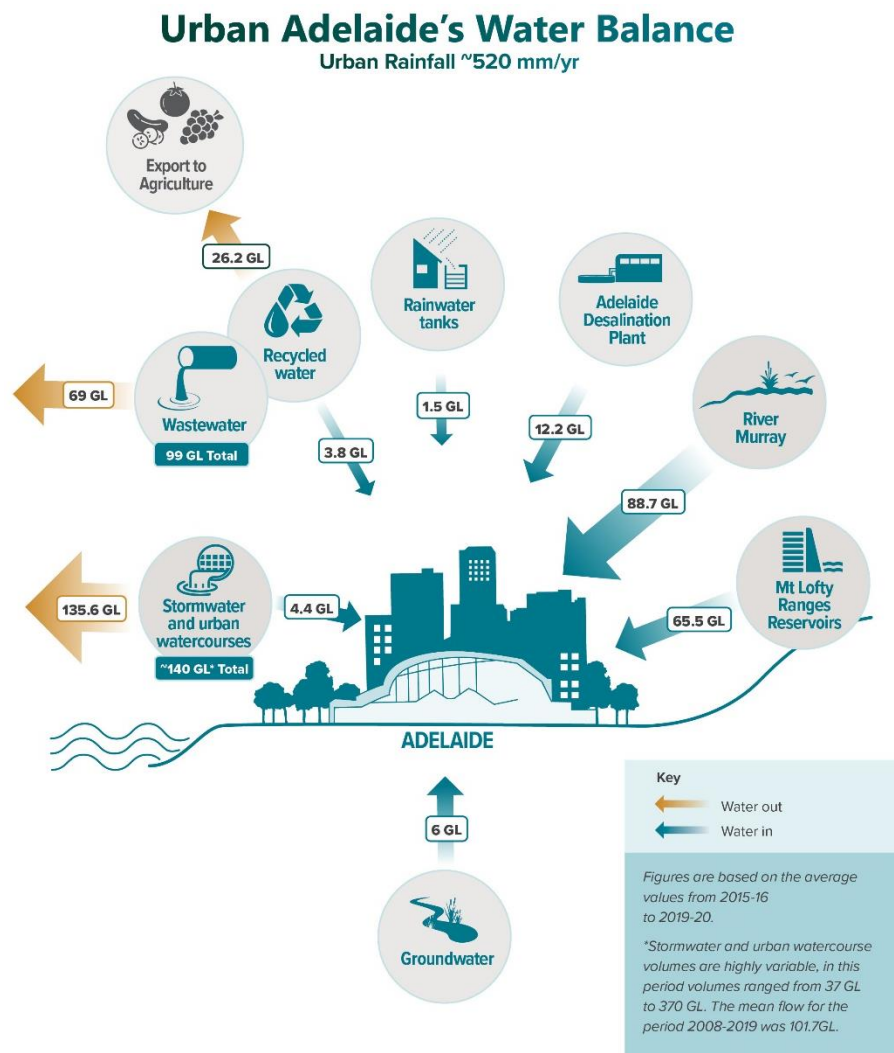 Urban Adelaide's Water Balance
Urban Rainfall ~520 mm/yr
Export to
Agriculture
26.2 GL
Recycled
water
Rainwater
tanks
Adelaide
Desalination
Plant
69 GL
Wastewater
99 GL Total
3.8 GL
1.5 GL
12.2 GL
River
Murray
88.7 GL
135.6 GL
Stormwater
and urban
watercourses
~140 GL* Total
4.4 GL
65.5 GL
Mt Lofty
Ranges
Reservoirs
ADELAIDE
6 GL
Groundwater
Key
Water out
Water in
Figures are based on the average
values from 2015-16
to 2019-20.
*Stormwater and urban watercourse
volumes are highly variable, in this
period volumes ranged from 37 GL
to 370 GL. The mean flow for the
period 2008-2019 was 101.7GL.